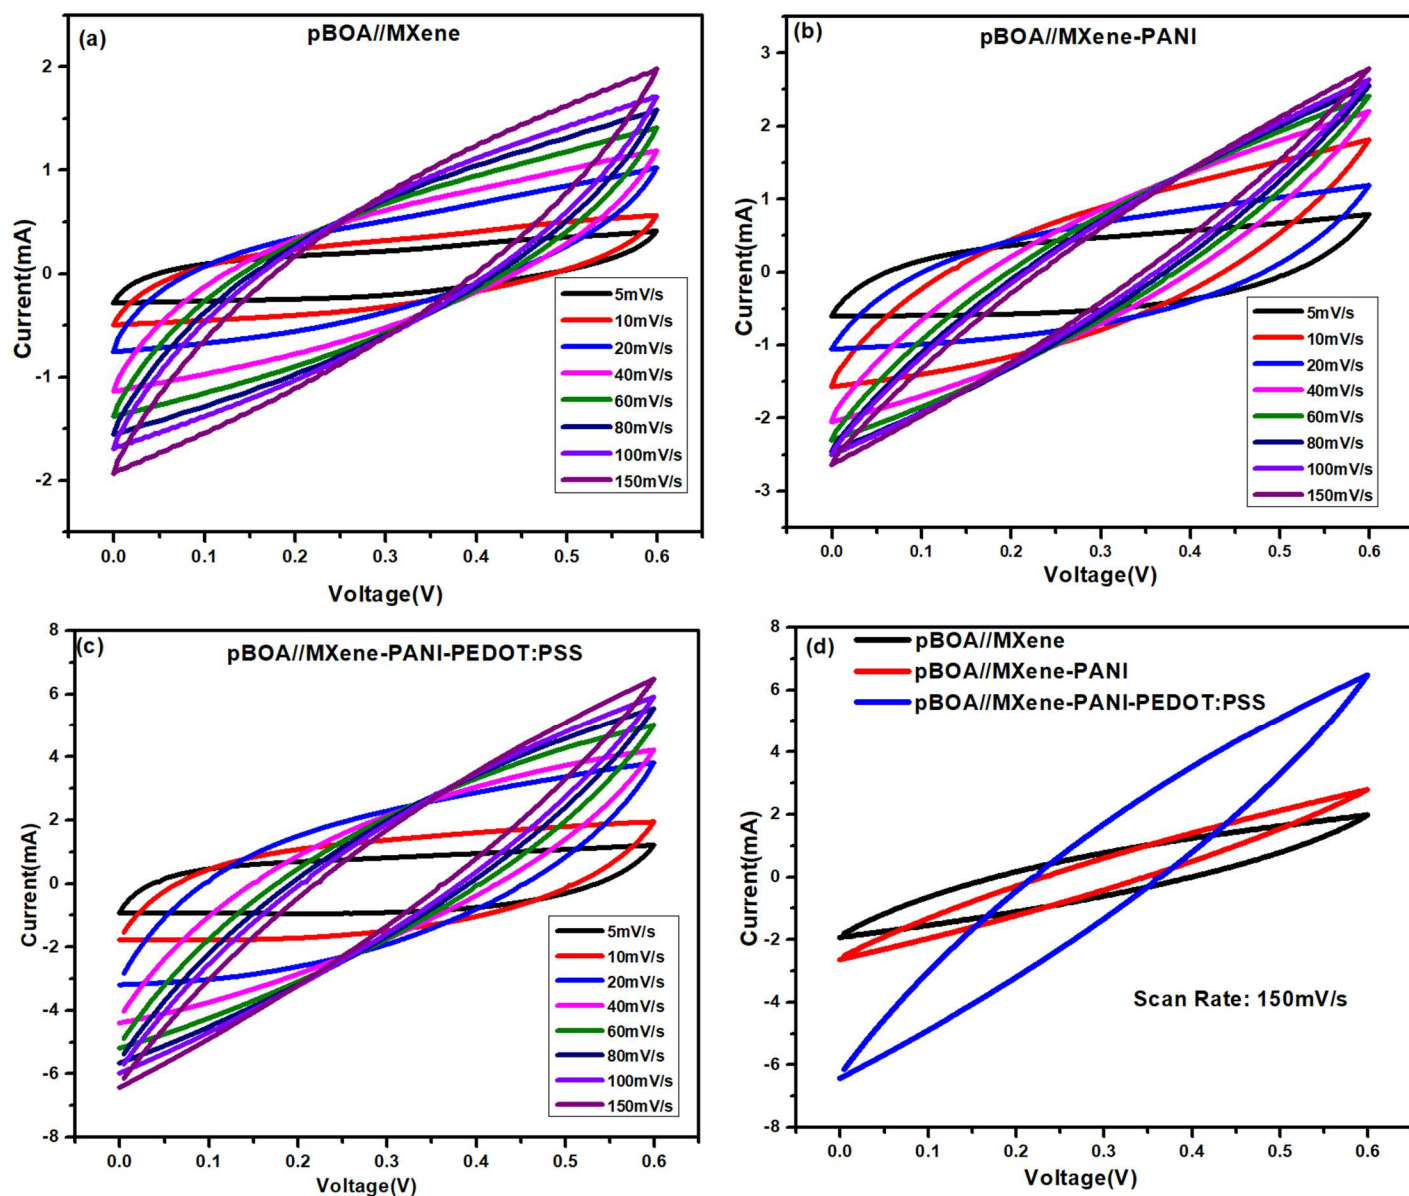 (a)
pBOA//MXene
Current(mA)
2
1
0
-1
-2
5mV/s
10mV/s
20mV/s
40mV/s
60mV/s
80mV/s
100mV/s
150mV/s
0.0 0.1 0.2 0.3 0.4 0.5 0.6
Voltage(V)
(b)
pBOA//MXene-PANI
Current(mA)
3
2
1
0
-1
-2
-3
5mV/s
10mV/s
20mV/s
40mV/s
60mV/s
80mV/s
100mV/s
150mV/s
0.0 0.1 0.2 0.3 0.4 0.5 0.6
Voltage(V)
(c)
pBOA//MXene-PANI-PEDOT:PSS
Current(mA)
8
6
4
2
0
-2
-4
-6
-8
5mV/s
10mV/s
20mV/s
40mV/s
60mV/s
80mV/s
100mV/s
150mV/s
0.0 0.1 0.2 0.3 0.4 0.5 0.6
Voltage(V)
(d)
pBOA//MXene
pBOA//MXene-PANI
pBOA//MXene-PANI-PEDOT:PSS
Current(mA)
8
6
4
2
0
-2
-4
-6
-8
Scan Rate: 150mV/s
0.0 0.1 0.2 0.3 0.4 0.5 0.6
Voltage(V)